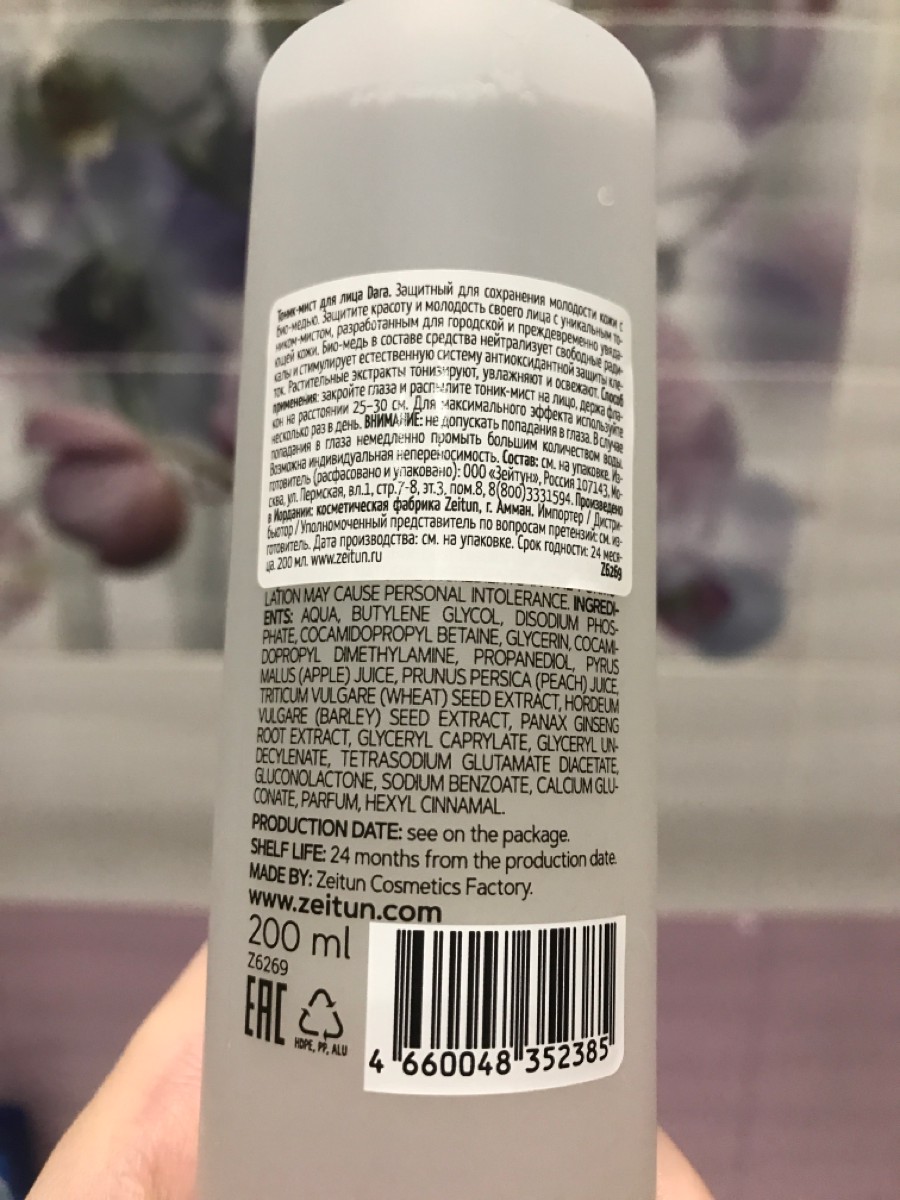 Тоник-мист для лица Dara. Защитный для сохранения молодости кожи с
био-медью. Защитите красоту и молодость своего лица с уникальным то-
ником-мистом, разработанным для городской и преждевременно увяда-
ющей кожи. Био-медь в составе средства нейтрализует свободные ради-
калы и стимулирует естественную систему антиоксидантной защиты кле-
ток. Растительные экстракты тонизируют, увлажняют и освежают. Способ
применения: закройте глаза и распылите тоник-мист на лицо, держа фла-
кон на расстоянии 25–30 см. Для максимального эффекта используйте
несколько раз в день. ВНИМАНИЕ: не допускать попадания в глаза. В случае
попадания в глаза немедленно промыть большим количеством воды.
Возможна индивидуальная непереносимость. Состав: см. на упаковке. Из-
готовитель (расфасовано и упаковано): ООО «Зейтун», Россия 107143, Мо-
сква, ул. Пермская, вл.1, стр.7-8, эт.3, пом.8, 8(800)3331594. Произведено
в Иордании: косметическая фабрика Zeitun, г. Амман. Импортер / Дистри-
бьютор / Уполномоченный представитель по вопросам претензий: см. из-
готовитель. Дата производства: см. на упаковке. Срок годности: 24 меся-
ца. 200 мл. www.zeitun.ru Z6269
LATION MAY CAUSE PERSONAL INTOLERANCE. INGREDI-
ENTS: AQUA, BUTYLENE GLYCOL, DISODIUM PHOS-
PHATE, COCAMIDOPROPYL BETAINE, GLYCERIN, COCAMI-
DOPROPYL DIMETHYLAMINE, PROPANEDIOL, PYRUS
MALUS (APPLE) JUICE, PRUNUS PERSICA (PEACH) JUICE,
TRITICUM VULGARE (WHEAT) SEED EXTRACT, HORDEUM
VULGARE (BARLEY) SEED EXTRACT, PANAX GINSENG
ROOT EXTRACT, GLYCERYL CAPRYLATE, GLYCERYL UN-
DECYLENATE, TETRASODIUM GLUTAMATE DIACETATE,
GLUCONOLACTONE, SODIUM BENZOATE, CALCIUM GLU-
CONATE, PARFUM, HEXYL CINNAMAL.
PRODUCTION DATE: see on the package.
SHELF LIFE: 24 months from the production date.
MADE BY: Zeitun Cosmetics Factory.
www.zeitun.com
200 ml
Z6269
EAC
HDPE, PP, ALU
4 660048 352385